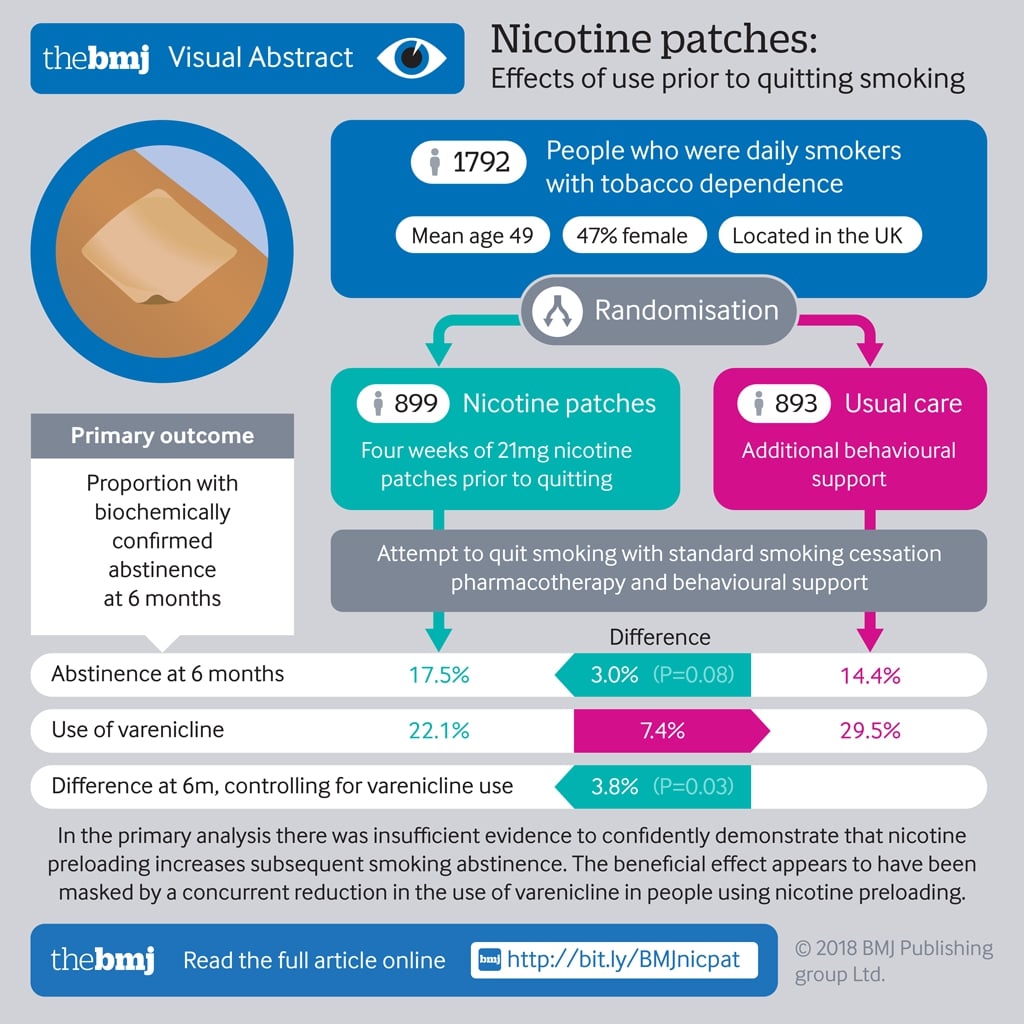 thebmj Visual Abstract
Nicotine patches:
Effects of use prior to quitting smoking
1792
People who were daily smokers
with tobacco dependence
Mean age 49
47% female
Located in the UK
Randomisation
899 Nicotine patches
Four weeks of 21mg nicotine
patches prior to quitting
893 Usual care
Additional behavioural
support
Primary outcome
Proportion with
biochemically
confirmed
abstinence
at 6 months
Attempt to quit smoking with standard smoking cessation
pharmacotherapy and behavioural support
Difference
Abstinence at 6 months 17.5% 3.0% (P=0.08) 14.4%
Use of varenicline 22.1% 7.4% 29.5%
Difference at 6m, controlling for varenicline use 3.8% (P=0.03)
In the primary analysis there was insufficient evidence to confidently demonstrate that nicotine
preloading increases subsequent smoking abstinence. The beneficial effect appears to have been
masked by a concurrent reduction in the use of varenicline in people using nicotine preloading.
thebmj Read the full article online bmj http://bit.ly/BMJnicpat
© 2018 BMJ Publishing
group Ltd.